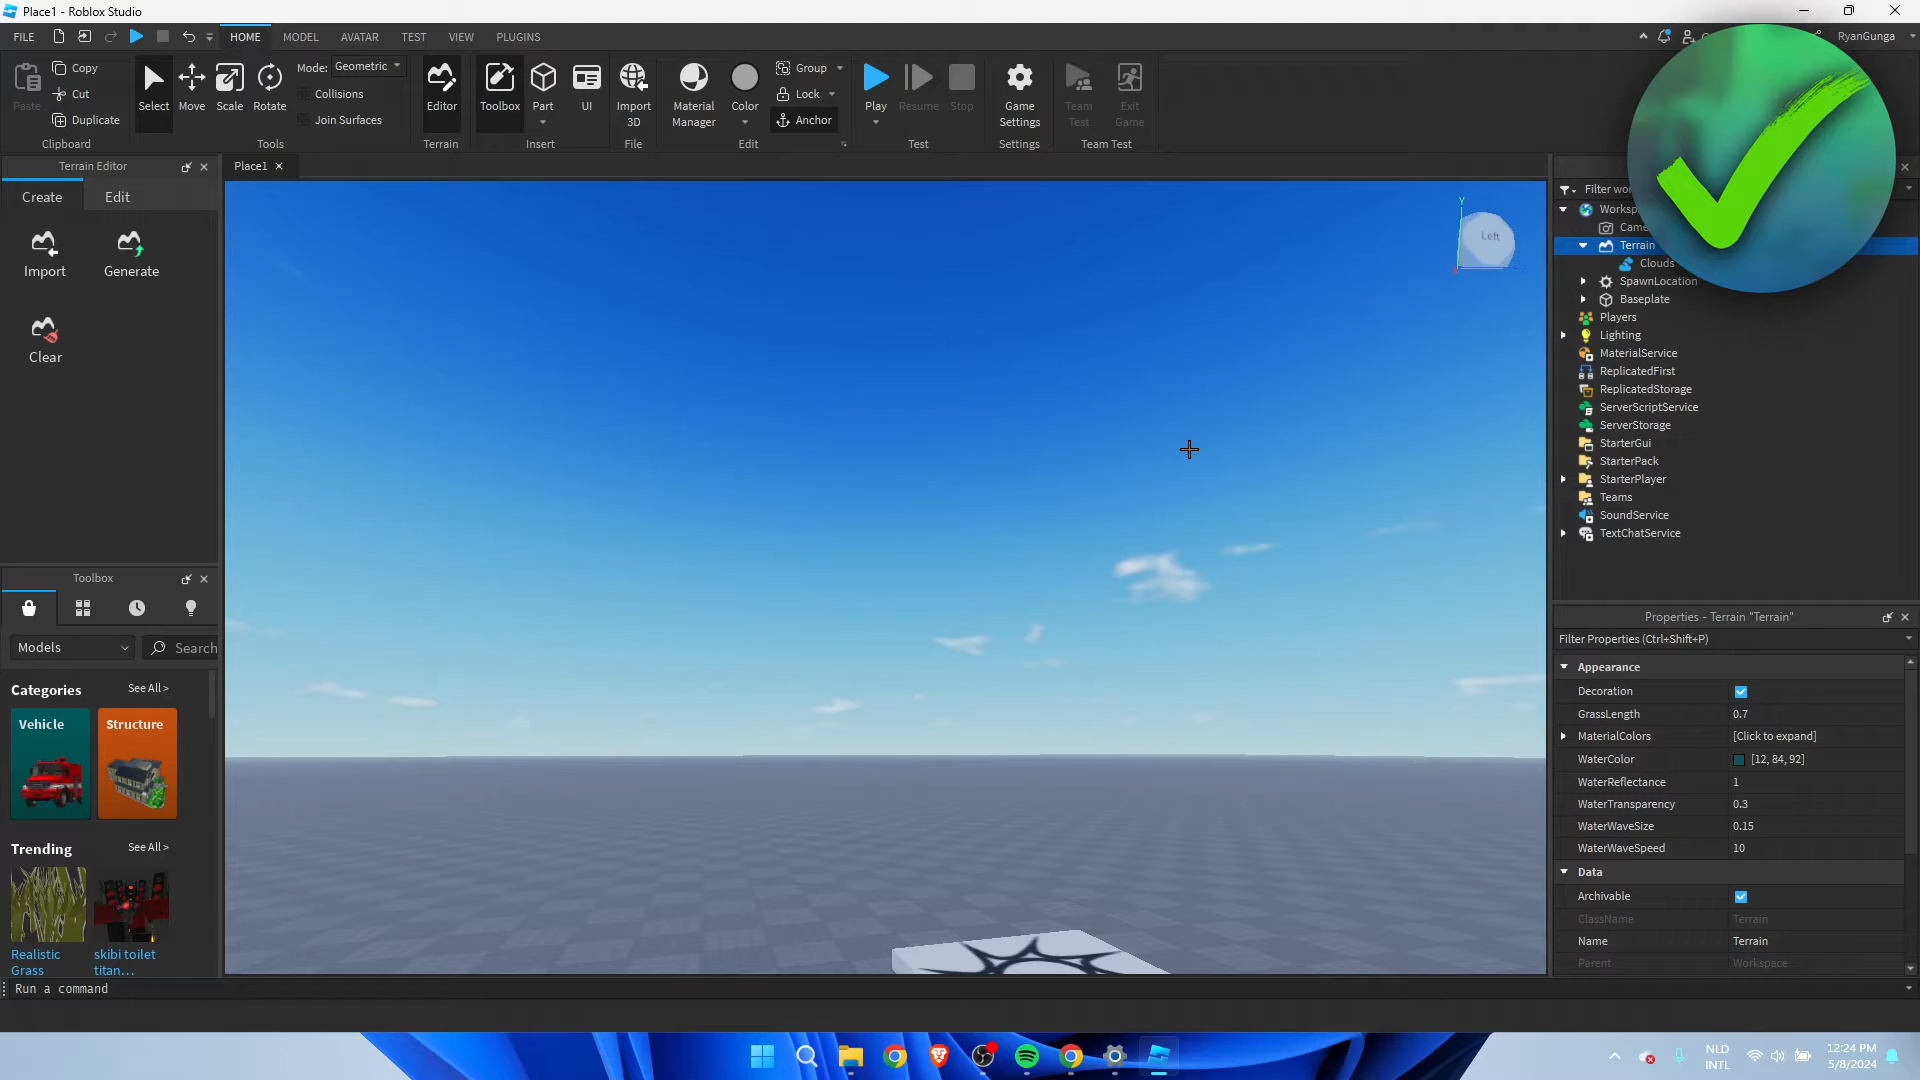 Place1 - Roblox Studio
FILE HOME MODEL AVATAR TEST VIEW PLUGINS RyanGunga
Paste Copy Cut Duplicate Clipboard
Select Move Scale Rotate Mode: Geometric Collisions Join Surfaces Tools
Editor Terrain
Toolbox Part UI Insert
Import 3D File
Material Manager Color Group Lock Anchor Edit
Play Resume Stop Test
Game Settings Settings
Team Test Exit Game Team Test
Terrain Editor
Create Edit
Import Generate
Clear
Toolbox
Models Search
Categories See All >
Vehicle Structure
Trending See All >
Realistic Grass
skibi toilet titan...
Place1
Y
Left
Filter
Terrain
Clouds
SpawnLocation
Baseplate
Players
Lighting
MaterialService
ReplicatedFirst
ReplicatedStorage
ServerScriptService
ServerStorage
StarterGui
StarterPack
StarterPlayer
Teams
SoundService
TextChatService
Properties - Terrain "Terrain"
Filter Properties (Ctrl+Shift+P)
Appearance
Decoration
GrassLength 0.7
MaterialColors [Click to expand]
WaterColor [12, 84, 92]
WaterReflectance 1
WaterTransparency 0.3
WaterWaveSize 0.15
WaterWaveSpeed 10
Data
Archivable
ClassName Terrain
Name Terrain
Parent Workspace
Run a command
NLD INTL
12:24 PM
5/8/2024